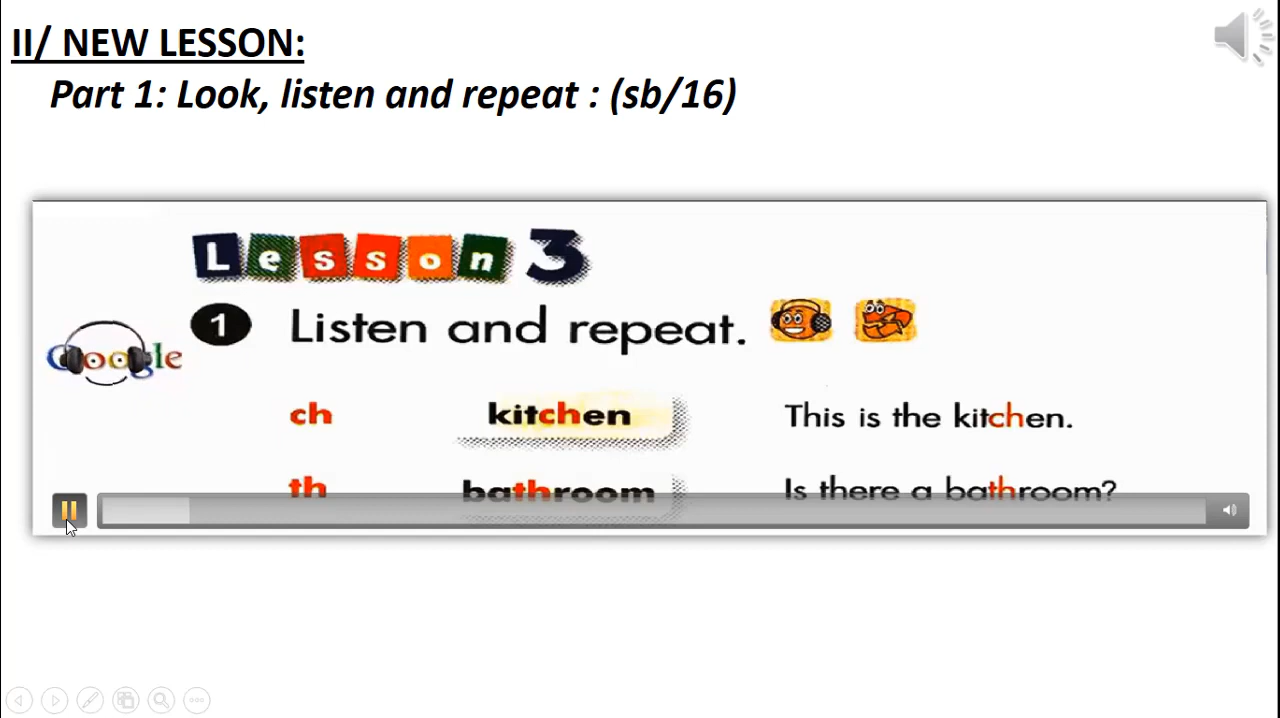 II/ NEW LESSON:
Part 1: Look, listen and repeat : (sb/16)
Lesson 3
1 Listen and repeat.
Google
ch kitchen This is the kitchen.
th bathroom Is there a bathroom?